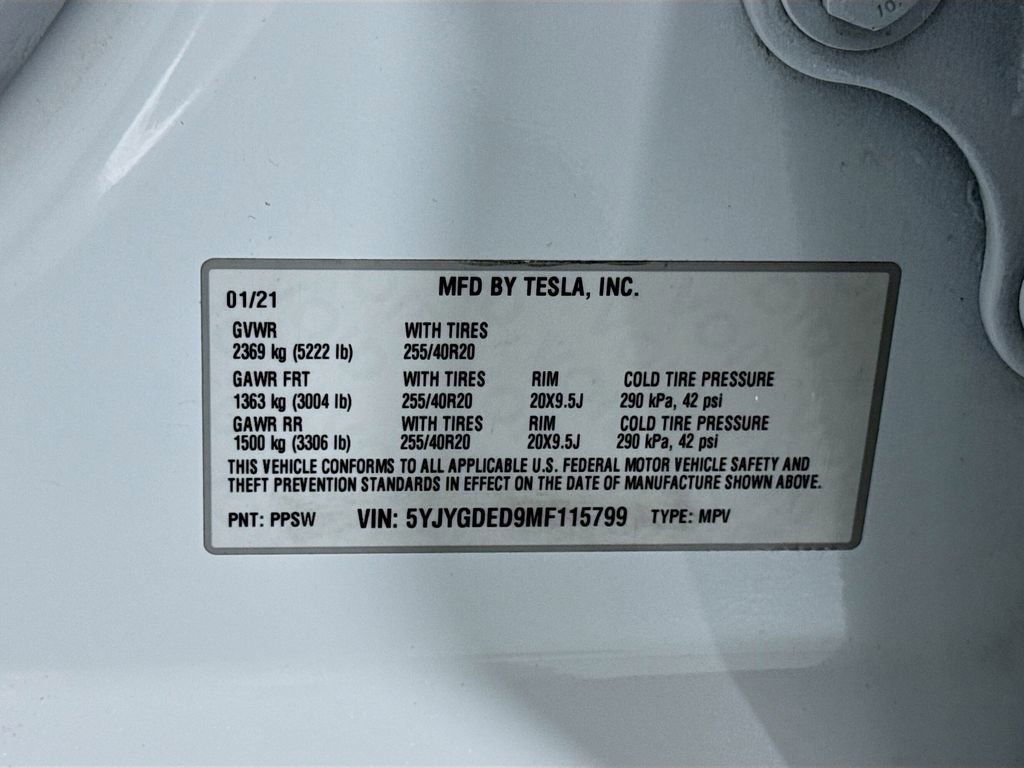 10.
MFD BY TESLA, INC.
01/21
GVWR WITH TIRES
2369 kg (5222 lb) 255/40R20
GAWR FRT WITH TIRES RIM COLD TIRE PRESSURE
1363 kg (3004 lb) 255/40R20 20X9.5J 290 kPa, 42 psi
GAWR RR WITH TIRES RIM COLD TIRE PRESSURE
1500 kg (3306 lb) 255/40R20 20X9.5J 290 kPa, 42 psi
THIS VEHICLE CONFORMS TO ALL APPLICABLE U.S. FEDERAL MOTOR VEHICLE SAFETY AND
THEFT PREVENTION STANDARDS IN EFFECT ON THE DATE OF MANUFACTURE SHOWN ABOVE.
PNT: PPSW VIN: 5YJYGDED9MF115799 TYPE: MPV